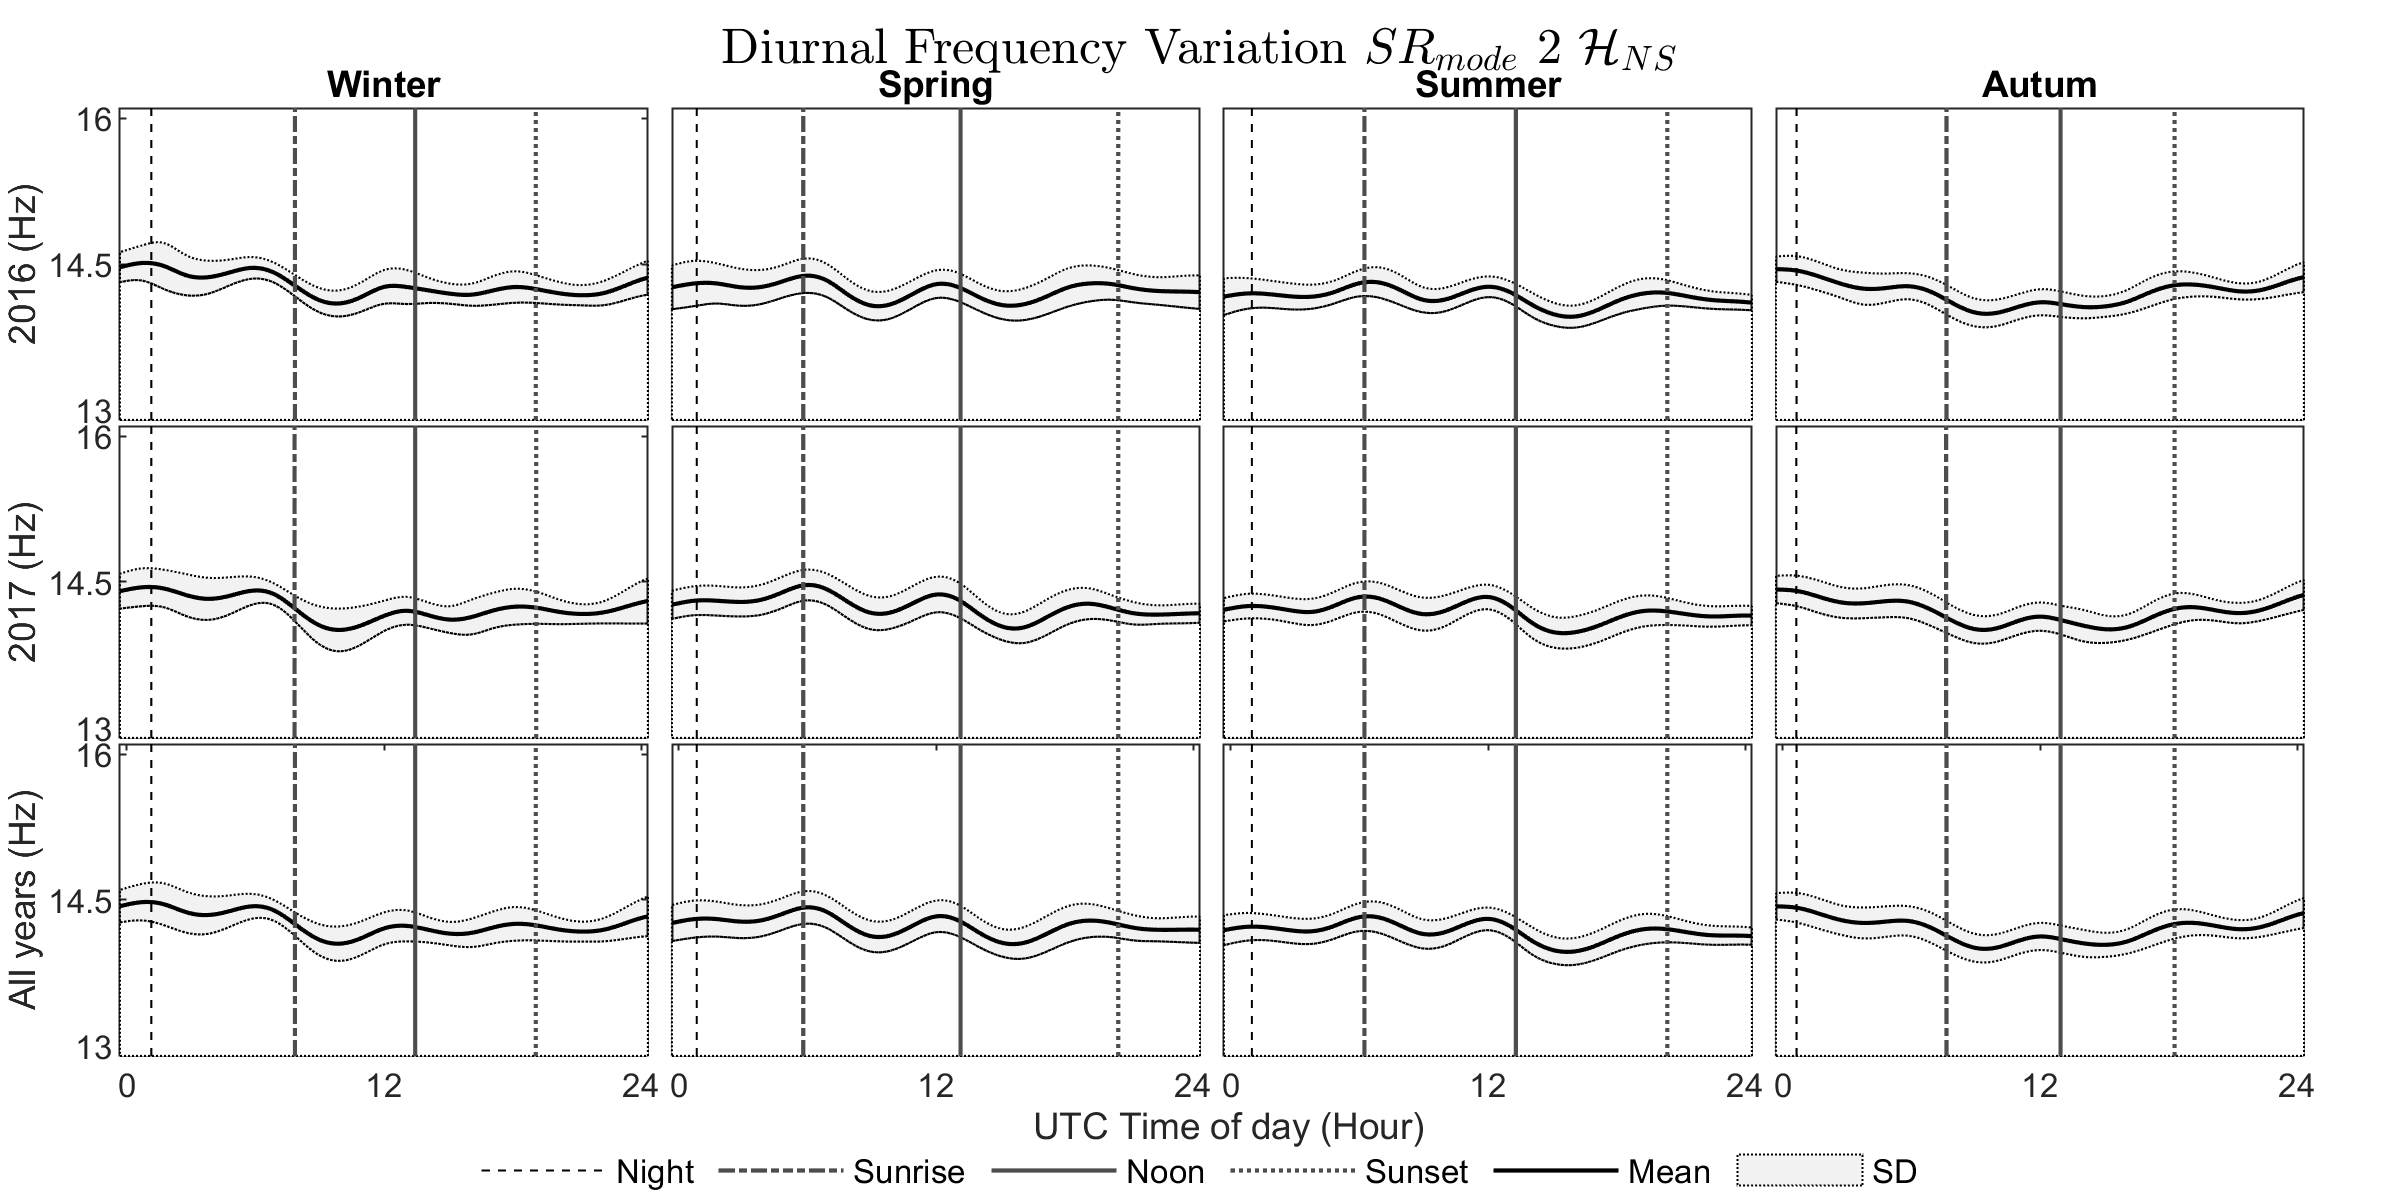 Diurnal Frequency Variation SR_mode 2 ℋ_NS
Winter Spring Summer Autum
2016 (Hz)
16
14.5
13
2017 (Hz)
16
14.5
13
All years (Hz)
16
14.5
13
0 12 24 0 12 24 0 12 24 0 12 24
UTC Time of day (Hour)
Night Sunrise Noon Sunset Mean SD